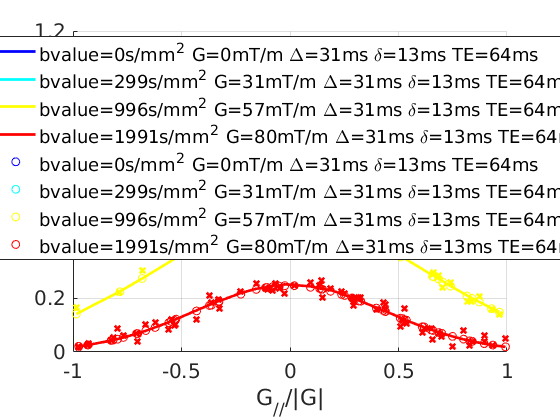 1.2
bvalue=0s/mm² G=0mT/m Δ=31ms δ=13ms TE=64ms
bvalue=299s/mm² G=31mT/m Δ=31ms δ=13ms TE=64m
bvalue=996s/mm² G=57mT/m Δ=31ms δ=13ms TE=64m
bvalue=1991s/mm² G=80mT/m Δ=31ms δ=13ms TE=6
bvalue=0s/mm² G=0mT/m Δ=31ms δ=13ms TE=64ms
bvalue=299s/mm² G=31mT/m Δ=31ms δ=13ms TE=64m
bvalue=996s/mm² G=57mT/m Δ=31ms δ=13ms TE=64m
bvalue=1991s/mm² G=80mT/m Δ=31ms δ=13ms TE=6
0.2
0
-1 -0.5 0 0.5 1
G_{//}/|G|